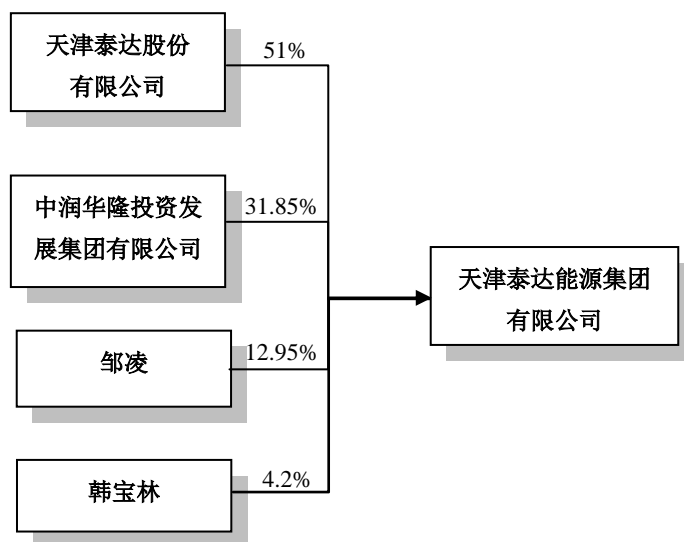 天津泰达股份
有限公司
51%
中润华隆投资发
展集团有限公司
31.85%
天津泰达能源集团
有限公司
邹凌
12.95%
韩宝林
4.2%